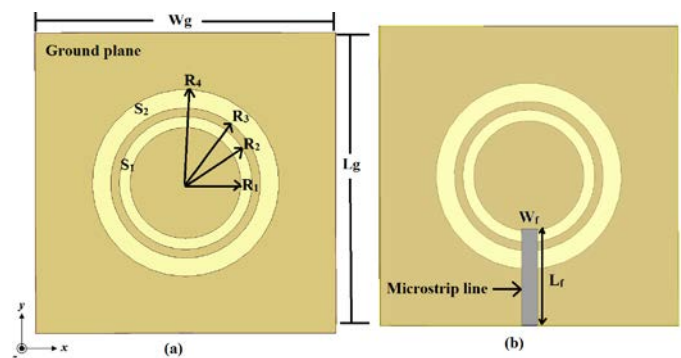 Wg
Ground plane
R4
S2
R3
R2
S1
R1
Lg
y
x
(a)
Wf
Lf
Microstrip line
(b)